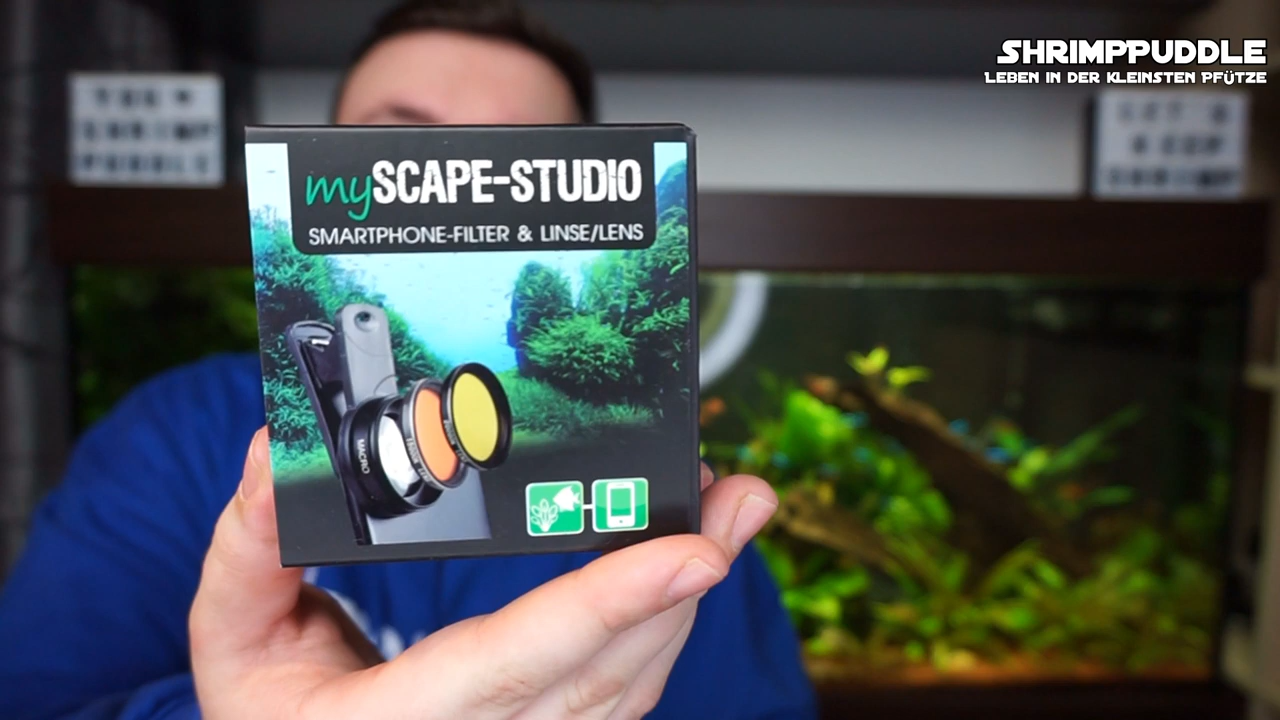 SHRIMPPUDDLE
LEBEN IN DER KLEINSTEN PFÜTZE
mySCAPE-STUDIO
SMARTPHONE-FILTER & LINSE/LENS
MACRO